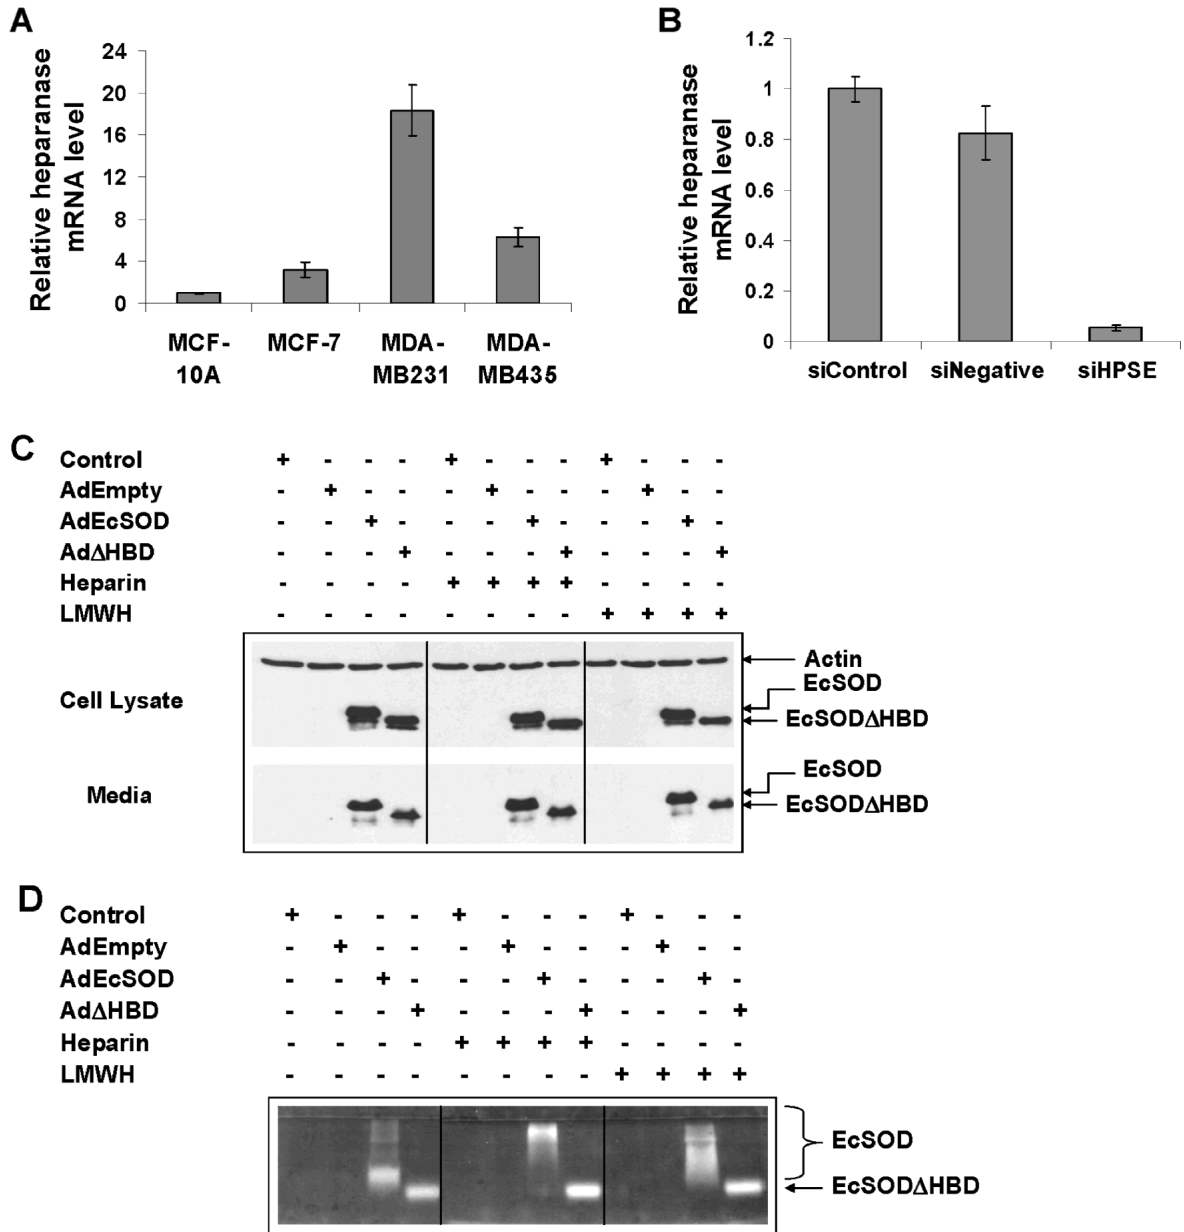 A
Relative heparanase
mRNA level
24
20
16
12
8
4
0
MCF-
10A
MCF-7
MDA-
MB231
MDA-
MB435
B
Relative heparanase
mRNA level
1.2
1
0.8
0.6
0.4
0.2
0
siControl
siNegative
siHPSE
C
Control + - - - + - - - + - - -
AdEmpty - + - - - + - - - + - -
AdEcSOD - - + - - - + - - - + -
AdΔHBD - - - + - - - + - - - +
Heparin - - - - + + + + - - - -
LMWH - - - - - - - - + + + +
Cell Lysate
Actin
EcSOD
EcSODΔHBD
Media
EcSOD
EcSODΔHBD
D
Control + - - - + - - - + - - -
AdEmpty - + - - - + - - - + - -
AdEcSOD - - + - - - + - - - + -
AdΔHBD - - - + - - - + - - - +
Heparin - - - - + + + + - - - -
LMWH - - - - - - - - + + + +
EcSOD
EcSODΔHBD